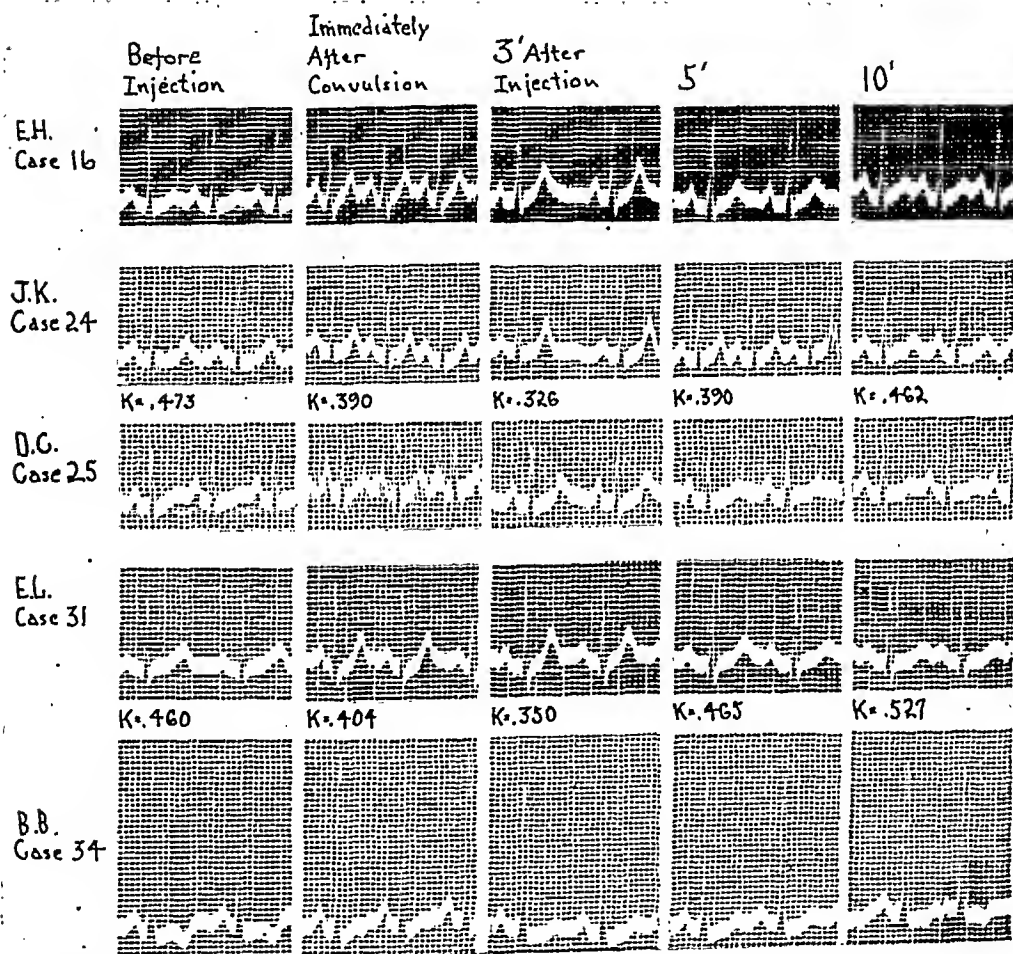 Before
Injection
Immediately
After
Convulsion
3' After
Injection
5'
10'
E.H.
Case 16
J.K.
Case 24
K=.473
K=.390
K=.326
K=.390
K=.462
D.G.
Case 25
E.L.
Case 31
K=.460
K=.404
K=.350
K=.465
K=.527
B.B.
Case 34